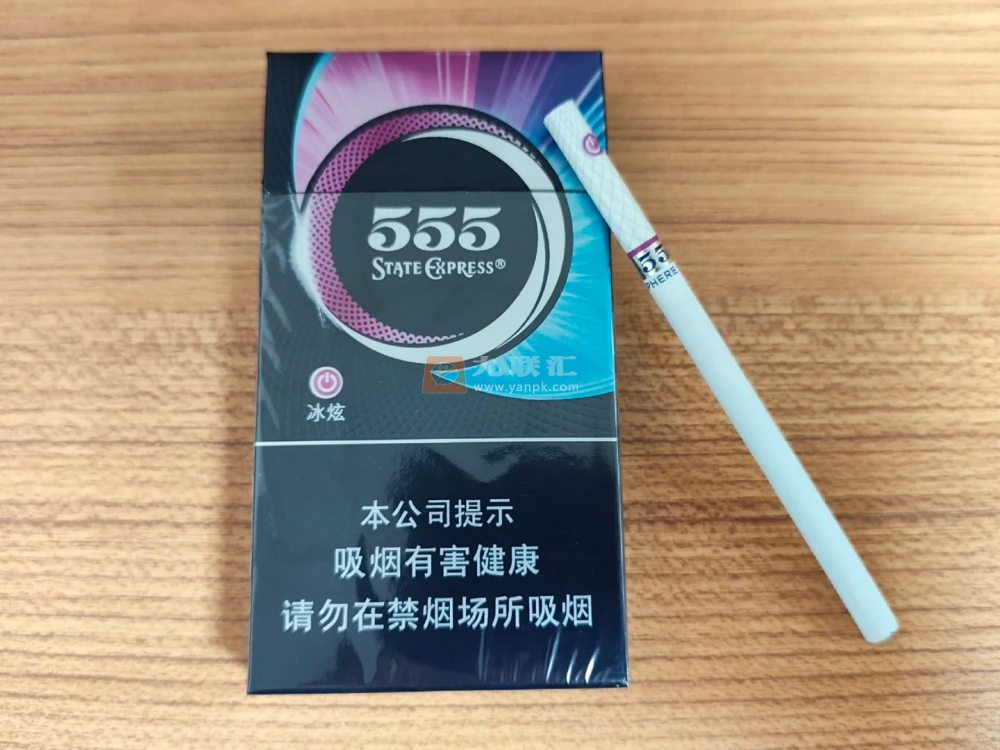 555
STATE EXPRESS®
冰炫
本公司提示
吸烟有害健康
请勿在禁烟场所吸烟
555
PHERE
联汇
www.yanpk.com